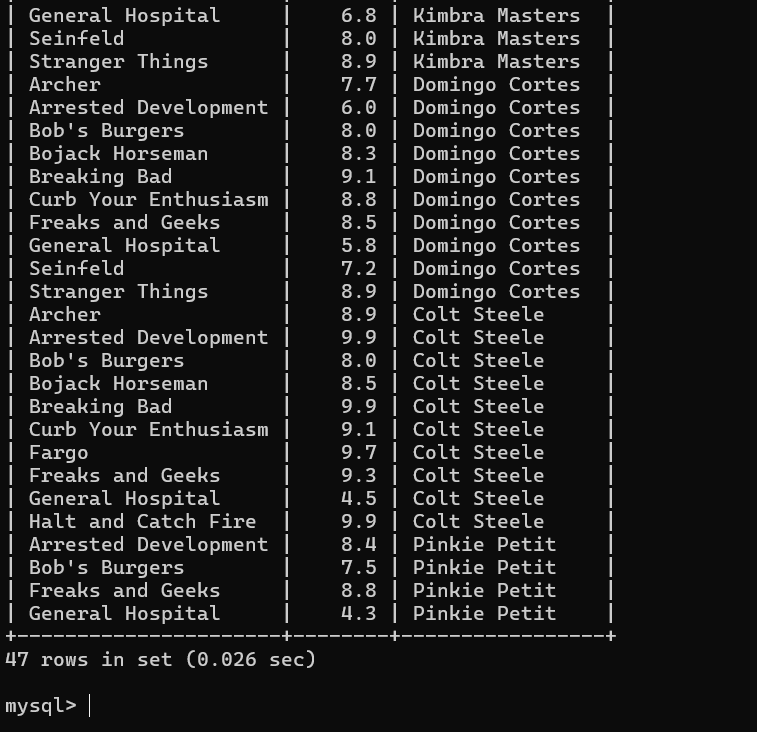 | General Hospital     |    6.8 | Kimbra Masters  |
| Seinfeld             |    8.0 | Kimbra Masters  |
| Stranger Things      |    8.9 | Kimbra Masters  |
| Archer               |    7.7 | Domingo Cortes  |
| Arrested Development |    6.0 | Domingo Cortes  |
| Bob's Burgers        |    8.0 | Domingo Cortes  |
| Bojack Horseman      |    8.3 | Domingo Cortes  |
| Breaking Bad         |    9.1 | Domingo Cortes  |
| Curb Your Enthusiasm |    8.8 | Domingo Cortes  |
| Freaks and Geeks     |    8.5 | Domingo Cortes  |
| General Hospital     |    5.8 | Domingo Cortes  |
| Seinfeld             |    7.2 | Domingo Cortes  |
| Stranger Things      |    8.9 | Domingo Cortes  |
| Archer               |    8.9 | Colt Steele     |
| Arrested Development |    9.9 | Colt Steele     |
| Bob's Burgers        |    8.0 | Colt Steele     |
| Bojack Horseman      |    8.5 | Colt Steele     |
| Breaking Bad         |    9.9 | Colt Steele     |
| Curb Your Enthusiasm |    9.1 | Colt Steele     |
| Fargo                |    9.7 | Colt Steele     |
| Freaks and Geeks     |    9.3 | Colt Steele     |
| General Hospital     |    4.5 | Colt Steele     |
| Halt and Catch Fire  |    9.9 | Colt Steele     |
| Arrested Development |    8.4 | Pinkie Petit    |
| Bob's Burgers        |    7.5 | Pinkie Petit    |
| Freaks and Geeks     |    8.8 | Pinkie Petit    |
| General Hospital     |    4.3 | Pinkie Petit    |
+----------------------+--------+-----------------+
47 rows in set (0.026 sec)
mysql>